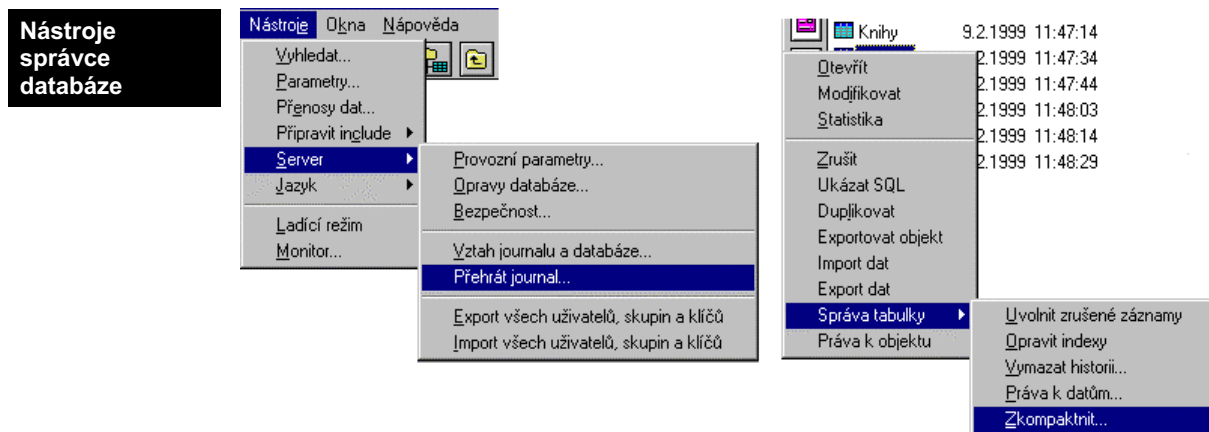 Nástroje
správce
databáze
Nástroje Okna Nápověda
Vyhledat...
Parametry...
Přenosy dat...
Připravit include
Server
Jazyk
Ladící režim
Monitor...
Provozní parametry...
Opravy databáze...
Bezpečnost...
Vztah journalu a databáze...
Přehrát journal...
Export všech uživatelů, skupin a klíčů
Import všech uživatelů, skupin a klíčů
Knihy 9.2.1999 11:47:14
2.1999 11:47:34
2.1999 11:47:44
2.1999 11:48:03
2.1999 11:48:14
2.1999 11:48:29
Otevřít
Modifikovat
Statistika
Zrušit
Ukázat SQL
Duplikovat
Exportovat objekt
Import dat
Export dat
Správa tabulky
Práva k objektu
Uvolnit zrušené záznamy
Opravit indexy
Vymazat historii...
Práva k datům...
Zkompaktnit...